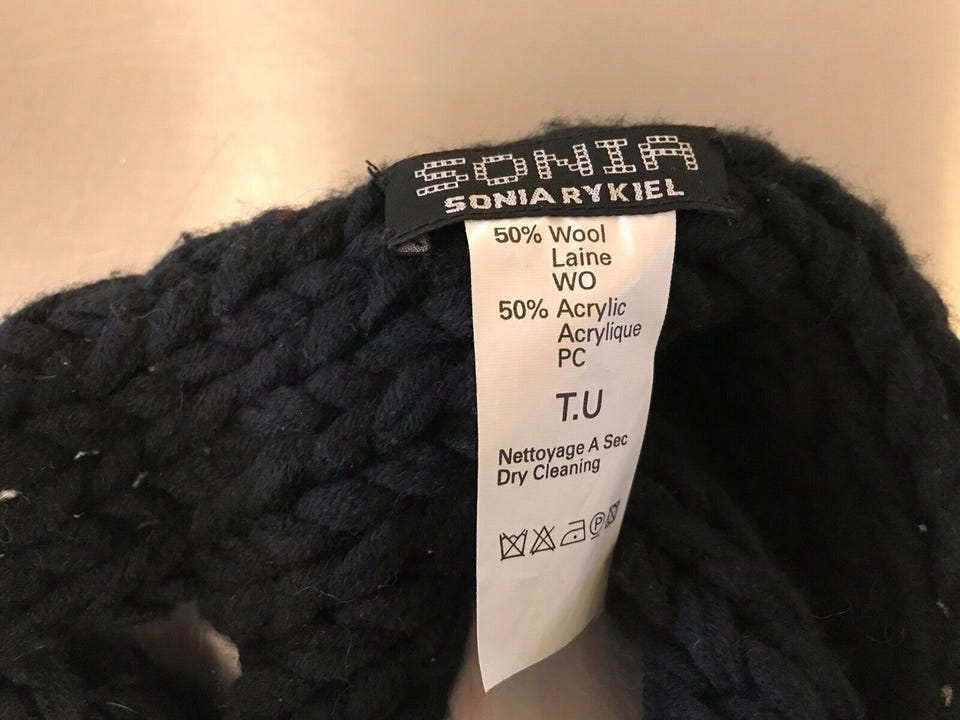 SONIA
SONIA RYKIEL
50% Wool
Laine
WO
50% Acrylic
Acrylique
PC
T.U
Nettoyage A Sec
Dry Cleaning
P